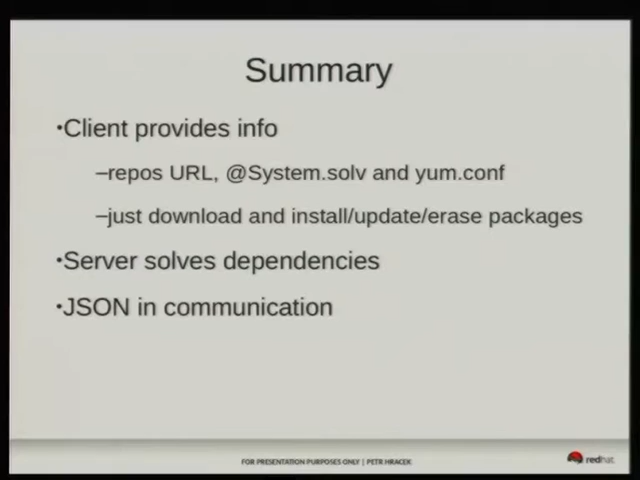 Summary
•Client provides info
–repos URL, @System.solv and yum.conf
–just download and install/update/erase packages
•Server solves dependencies
•JSON in communication
FOR PRESENTATION PURPOSES ONLY | PETR HRACEK
redhat